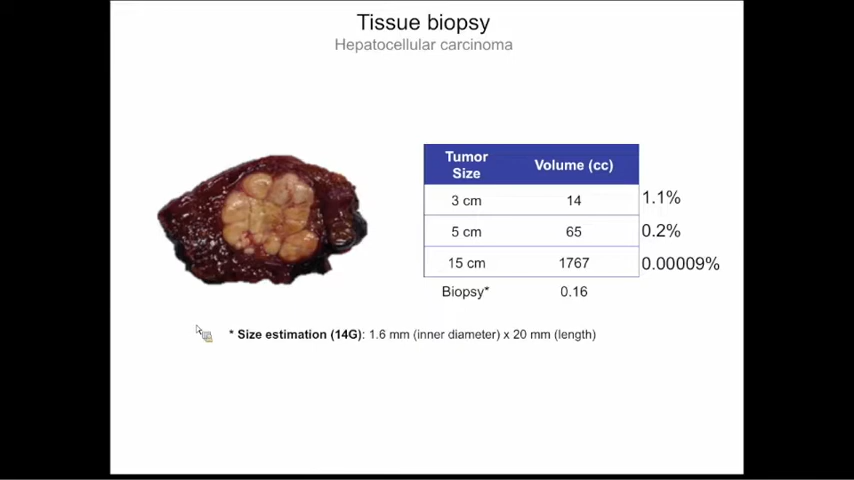 Tissue biopsy
Hepatocellular carcinoma
Tumor Size Volume (cc)
3 cm 14 1.1%
5 cm 65 0.2%
15 cm 1767 0.00009%
Biopsy* 0.16
* Size estimation (14G): 1.6 mm (inner diameter) x 20 mm (length)